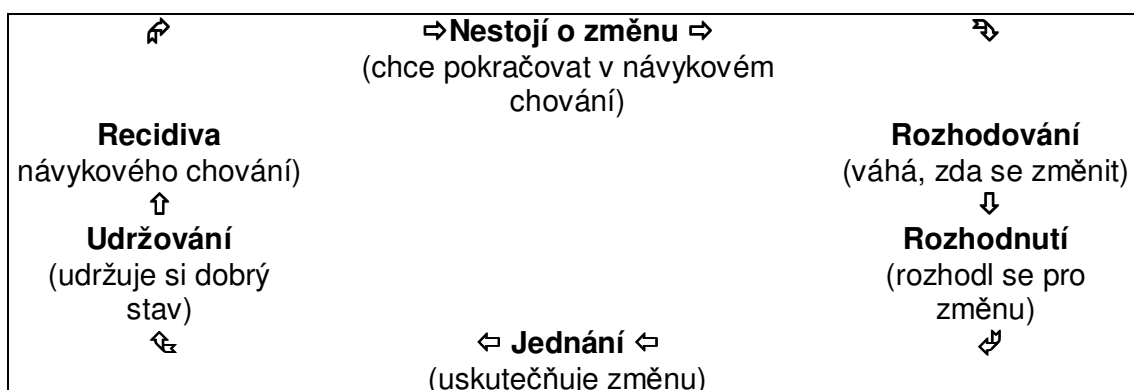 ⇨Nestojí o změnu ⇨
(chce pokračovat v návykovém
chování)
Recidiva
návykového chování)
Rozhodování
(váhá, zda se změnit)
Udržování
(udržuje si dobrý
stav)
Rozhodnutí
(rozhodl se pro
změnu)
⇦ Jednání ⇦
(uskutečňuje změnu)